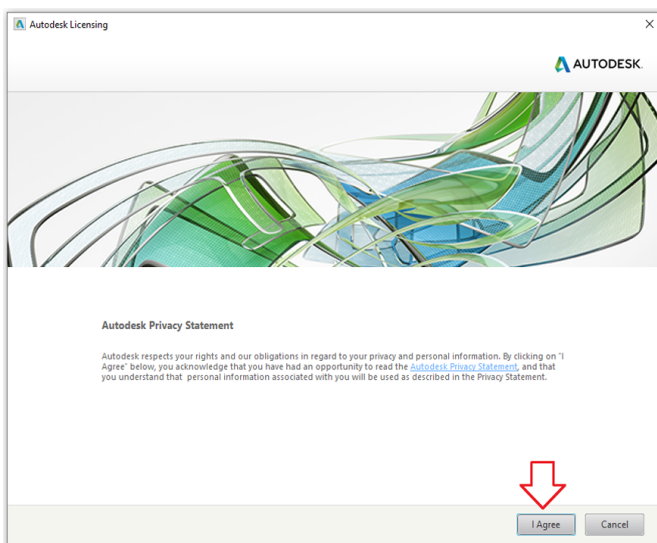 Autodesk Licensing
AUTODESK.
Autodesk Privacy Statement
Autodesk respects your rights and our obligations in regard to your privacy and personal information. By clicking on "I
Agree" below, you acknowledge that you have had an opportunity to read the Autodesk Privacy Statement, and that
you understand that personal information associated with you will be used as described in the Privacy Statement.
I Agree Cancel